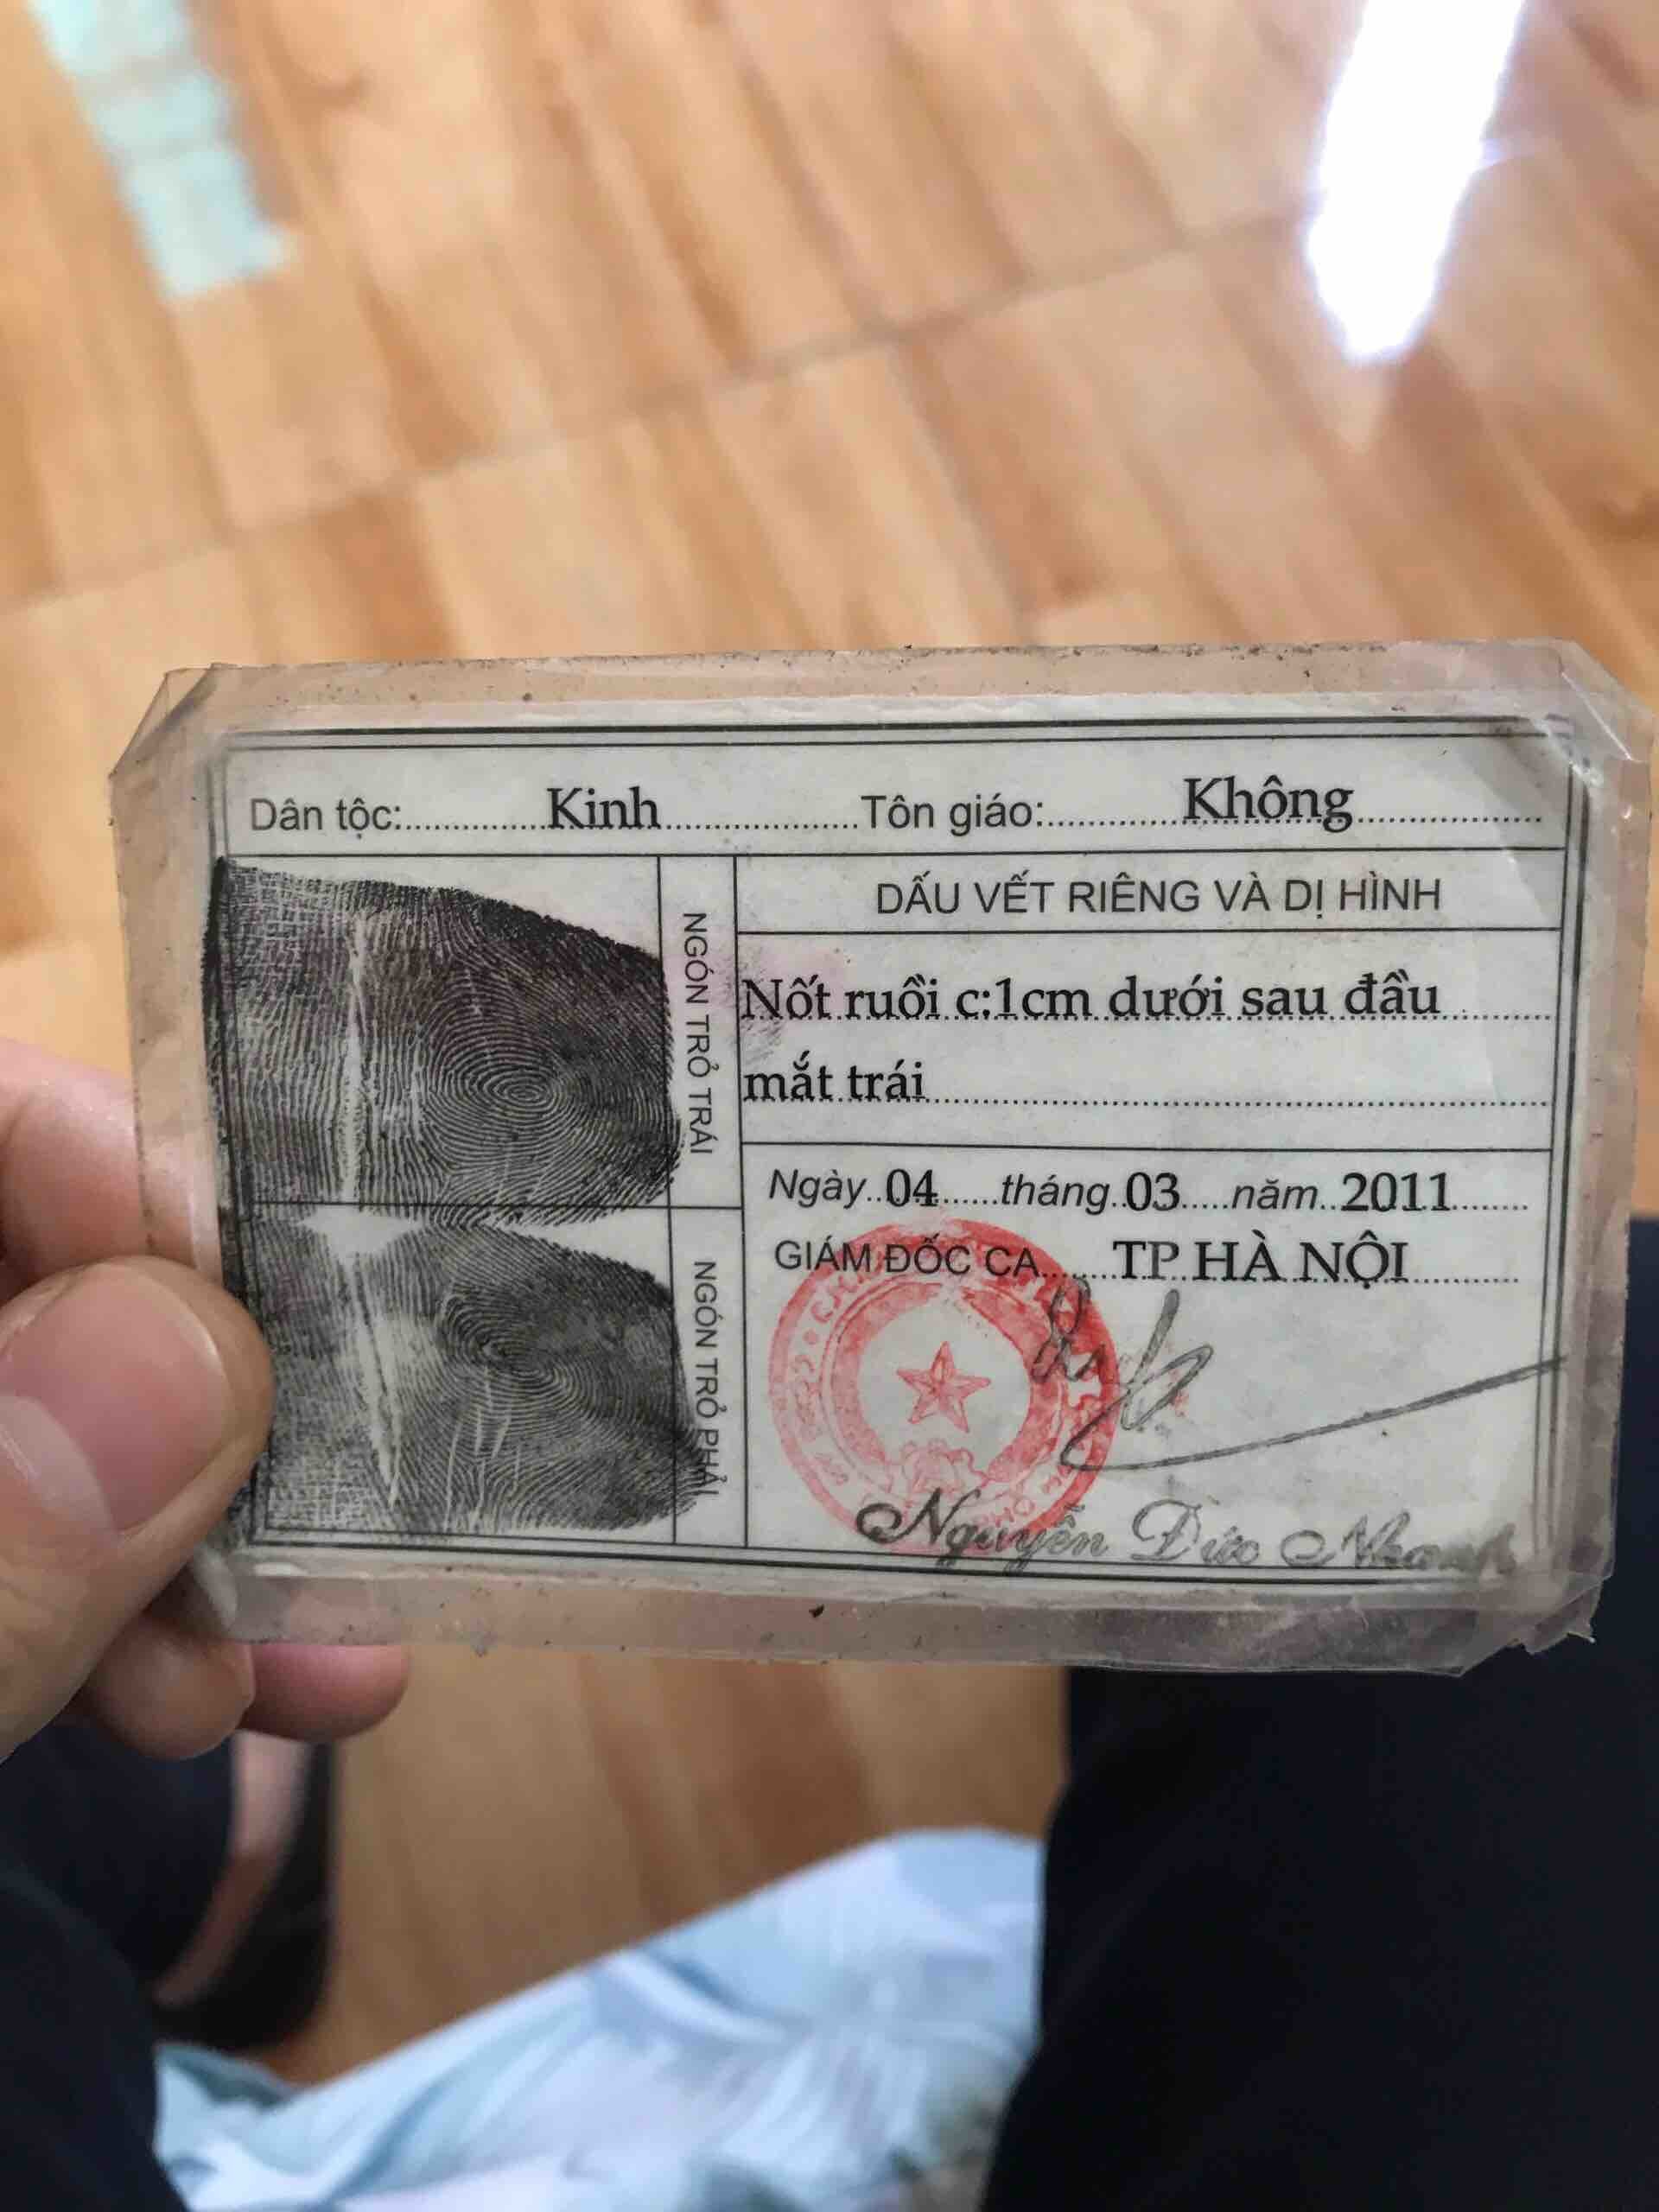 Dân tộc: Kinh Tôn giáo: Không
NGÓN TRỎ TRÁI
NGÓN TRỎ PHẢI
DẤU VẾT RIÊNG VÀ DỊ HÌNH
Nốt ruồi c:1cm dưới sau đầu
mắt trái
Ngày 04 tháng 03 năm 2011
GIÁM ĐỐC CA TP HÀ NỘI
Nguyễn Đức Nhanh